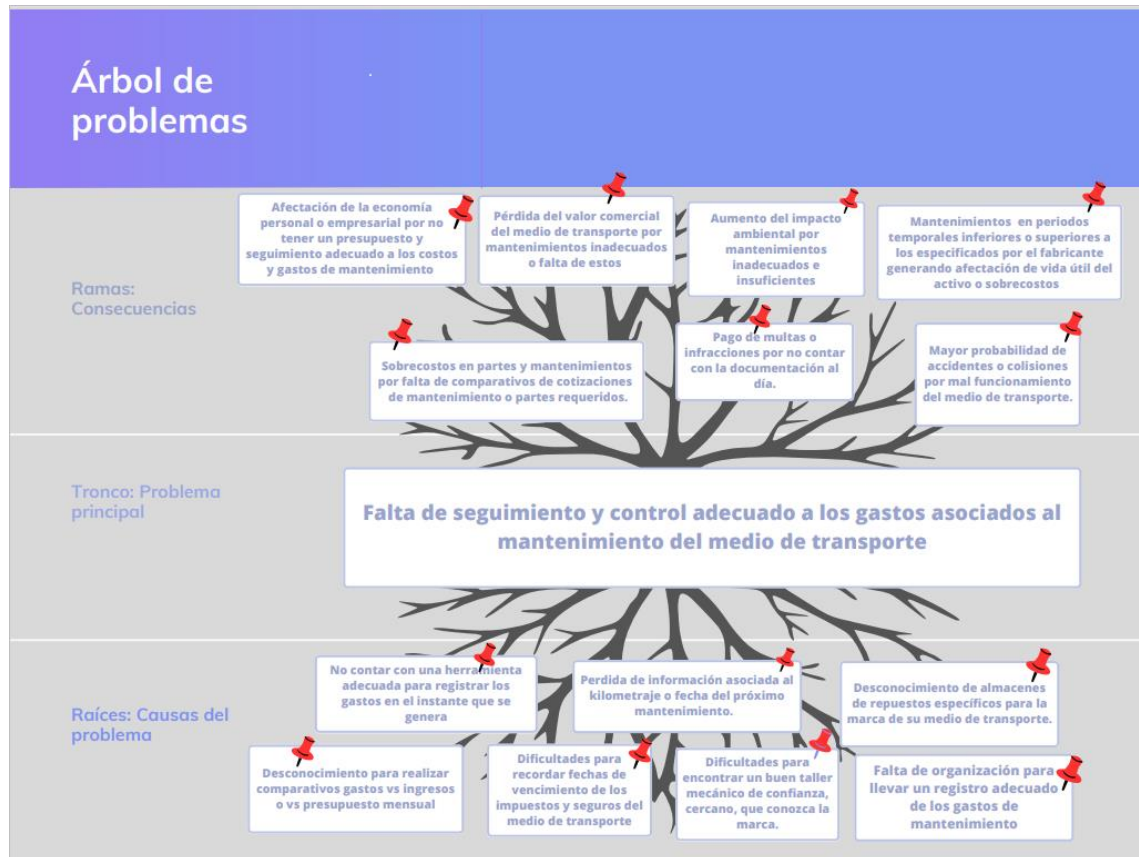 Árbol de
problemas
Afectación de la economía
personal o empresarial por no
tener un presupuesto y
seguimiento adecuado a los costos
y gastos de mantenimiento
Pérdida del valor comercial
del medio de transporte por
mantenimientos inadecuados
o falta de estos
Aumento del impacto
ambiental por
mantenimientos
inadecuados e
insuficientes
Mantenimientos en periodos
temporales inferiores o superiores a
los especificados por el fabricante
generando afectación de vida útil del
activo o sobrecostos
Ramas:
Consecuencias
Sobrecostos en partes y mantenimientos
por falta de comparativos de cotizaciones
de mantenimiento o partes requeridos.
Pago de multas o
infracciones por no contar
con la documentación al
día.
Mayor probabilidad de
accidentes o colisiones
por mal funcionamiento
del medio de transporte.
Tronco: Problema
principal
Falta de seguimiento y control adecuado a los gastos asociados al
mantenimiento del medio de transporte
Raíces: Causas del
problema
No contar con una herramienta
adecuada para registrar los
gastos en el instante que se
genera
Perdida de información asociada al
kilometraje o fecha del próximo
mantenimiento.
Desconocimiento de almacenes
de repuestos específicos para la
marca de su medio de transporte.
Desconocimiento para realizar
comparativos gastos vs ingresos
o vs presupuesto mensual
Dificultades para
recordar fechas de
vencimiento de los
impuestos y seguros del
medio de transporte
Dificultades para
encontrar un buen taller
mecánico de confianza,
cercano, que conozca la
marca.
Falta de organización para
llevar un registro adecuado
de los gastos de
mantenimiento